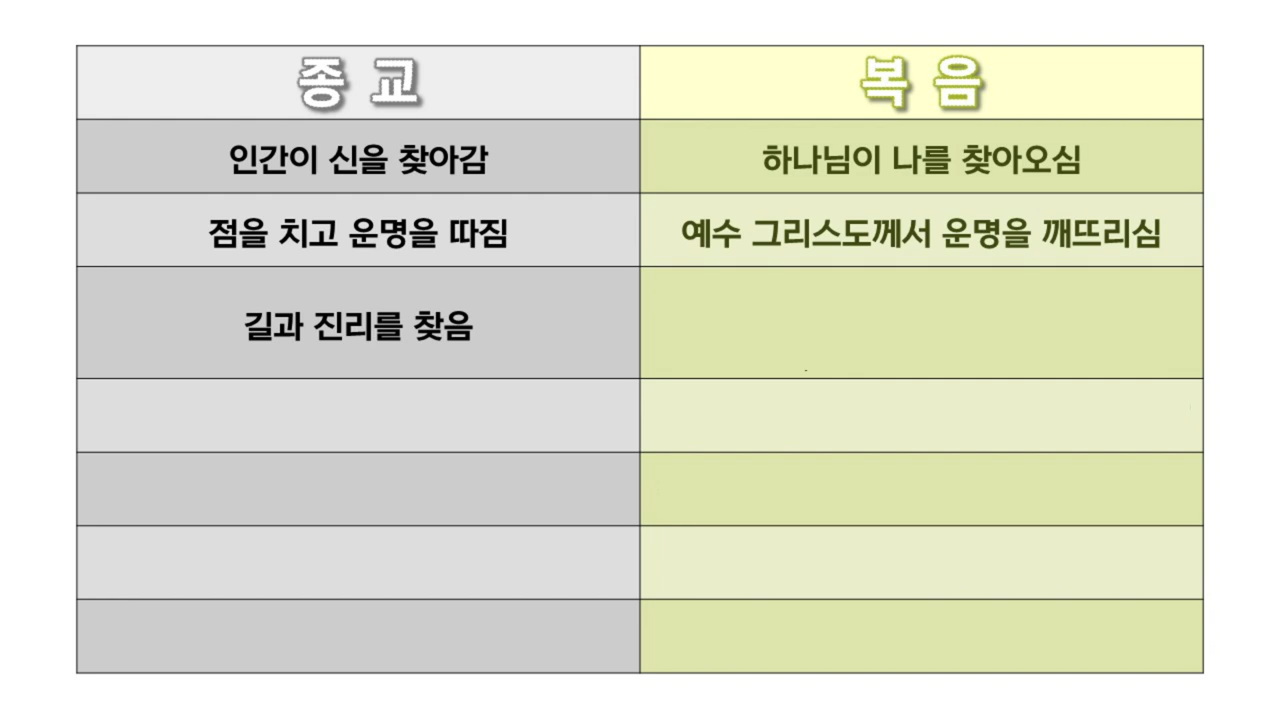 종 교
복 음
인간이 신을 찾아감
하나님이 나를 찾아오심
점을 치고 운명을 따짐
예수 그리스도께서 운명을 깨뜨리심
길과 진리를 찾음